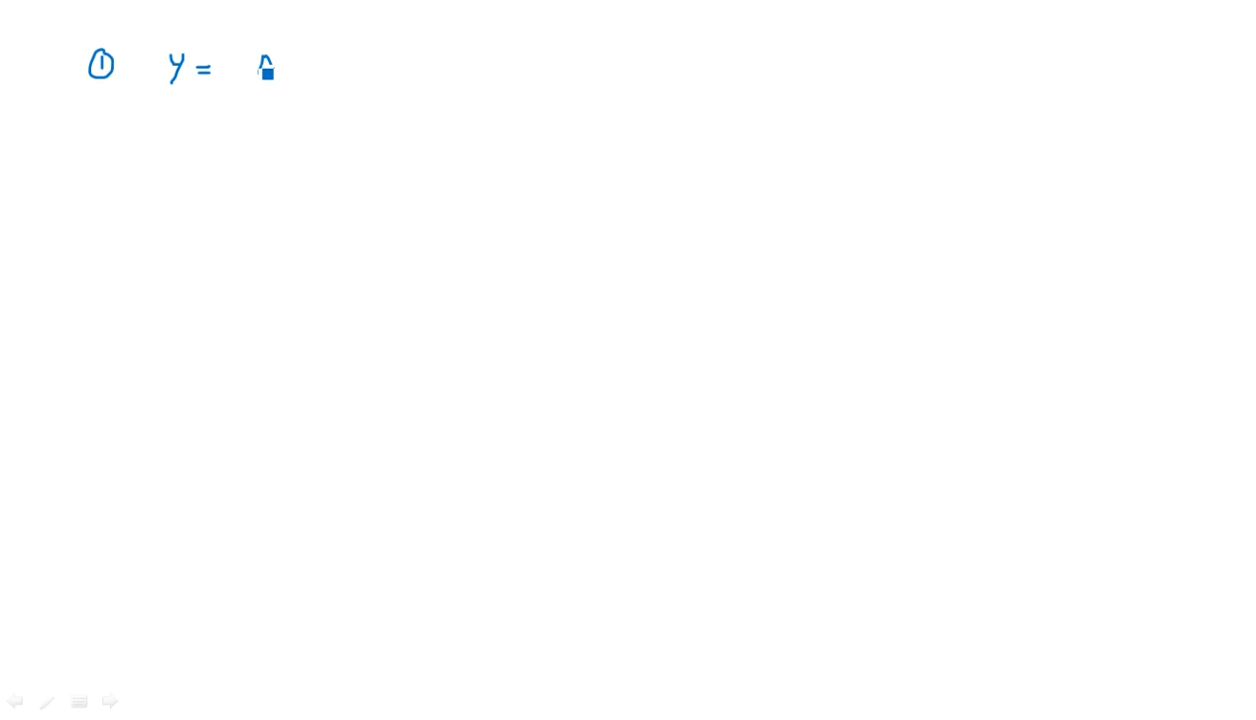 ① y =